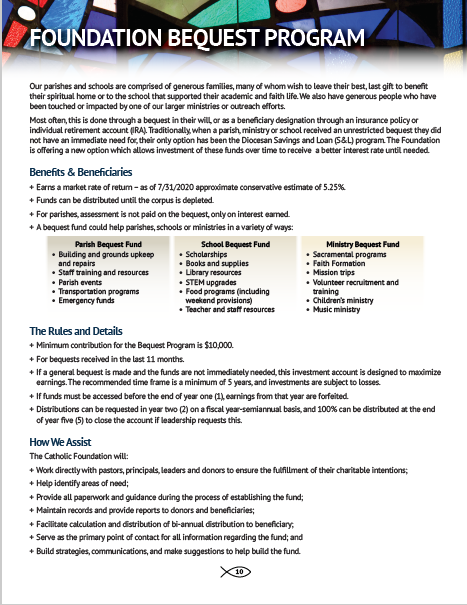 FOUNDATION BEQUEST PROGRAM
Our parishes and schools are comprised of generous families, many of whom wish to leave their best, last gift to benefit
their spiritual home or to the school that supported their academic and faith life. We also have generous people who have
been touched or impacted by one of our larger ministries or outreach efforts.
Most often, this is done through a bequest in their will, or as a beneficiary designation through an insurance policy or
individual retirement account (IRA). Traditionally, when a parish, ministry or school received an unrestricted bequest they did
not have an immediate need for, their only option has been the Diocesan Savings and Loan (S&L) program. The Foundation
is offering a new option which allows investment of these funds over time to receive a better interest rate until needed.
Benefits & Beneficiaries
+ Earns a market rate of return – as of 7/31/2020 approximate conservative estimate of 5.25%.
+ Funds can be distributed until the corpus is depleted.
+ For parishes, assessment is not paid on the bequest, only on interest earned.
+ A bequest fund could help parishes, schools or ministries in a variety of ways:
Parish Bequest Fund
• Building and grounds upkeep
and repairs
• Staff training and resources
• Parish events
• Transportation programs
• Emergency funds
School Bequest Fund
• Scholarships
• Books and supplies
• Library resources
• STEM upgrades
• Food programs (including
weekend provisions)
• Teacher and staff resources
Ministry Bequest Fund
• Sacramental programs
• Faith Formation
• Mission trips
• Volunteer recruitment and
training
• Children's ministry
• Music ministry
The Rules and Details
+ Minimum contribution for the Bequest Program is $10,000.
+ For bequests received in the last 11 months.
+ If a general bequest is made and the funds are not immediately needed, this investment account is designed to maximize
earnings. The recommended time frame is a minimum of 5 years, and investments are subject to losses.
+ If funds must be accessed before the end of year one (1), earnings from that year are forfeited.
+ Distributions can be requested in year two (2) on a fiscal year-semiannual basis, and 100% can be distributed at the end
of year five (5) to close the account if leadership requests this.
How We Assist
The Catholic Foundation will:
+ Work directly with pastors, principals, leaders and donors to ensure the fulfillment of their charitable intentions;
+ Help identify areas of need;
+ Provide all paperwork and guidance during the process of establishing the fund;
+ Maintain records and provide reports to donors and beneficiaries;
+ Facilitate calculation and distribution of bi-annual distribution to beneficiary;
+ Serve as the primary point of contact for all information regarding the fund; and
+ Build strategies, communications, and make suggestions to help build the fund.
10